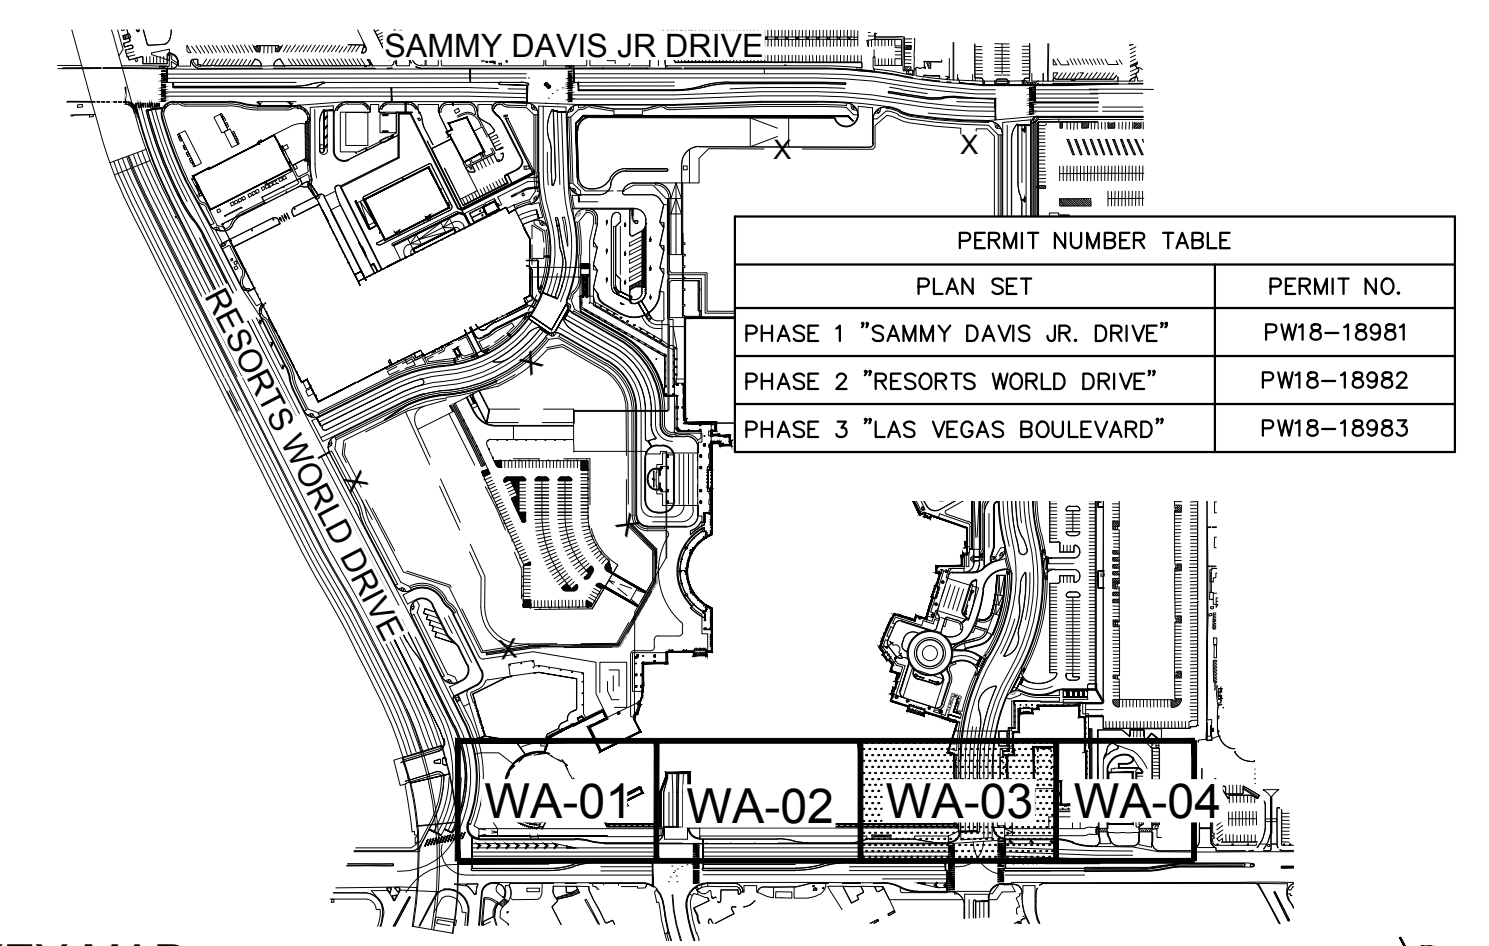 SAMMY DAVIS JR DRIVE
RESORTS WORLD DRIVE
PERMIT NUMBER TABLE
PLAN SET PERMIT NO.
PHASE 1 "SAMMY DAVIS JR. DRIVE" PW18-18981
PHASE 2 "RESORTS WORLD DRIVE" PW18-18982
PHASE 3 "LAS VEGAS BOULEVARD" PW18-18983
X
X
X
X
X
X
WA-01 WA-02 WA-03 WA-04